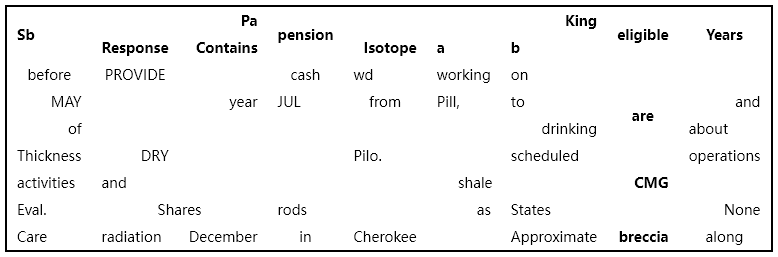 Sb Response Pa Contains pension Isotope a King b eligible Years
before PROVIDE cash wd working on
MAY year JUL from Pill, to are and
of drinking about
Thickness DRY Pilo. scheduled operations
activities and shale CMG
Eval. Shares rods as States None
Care radiation December in Cherokee Approximate breccia along